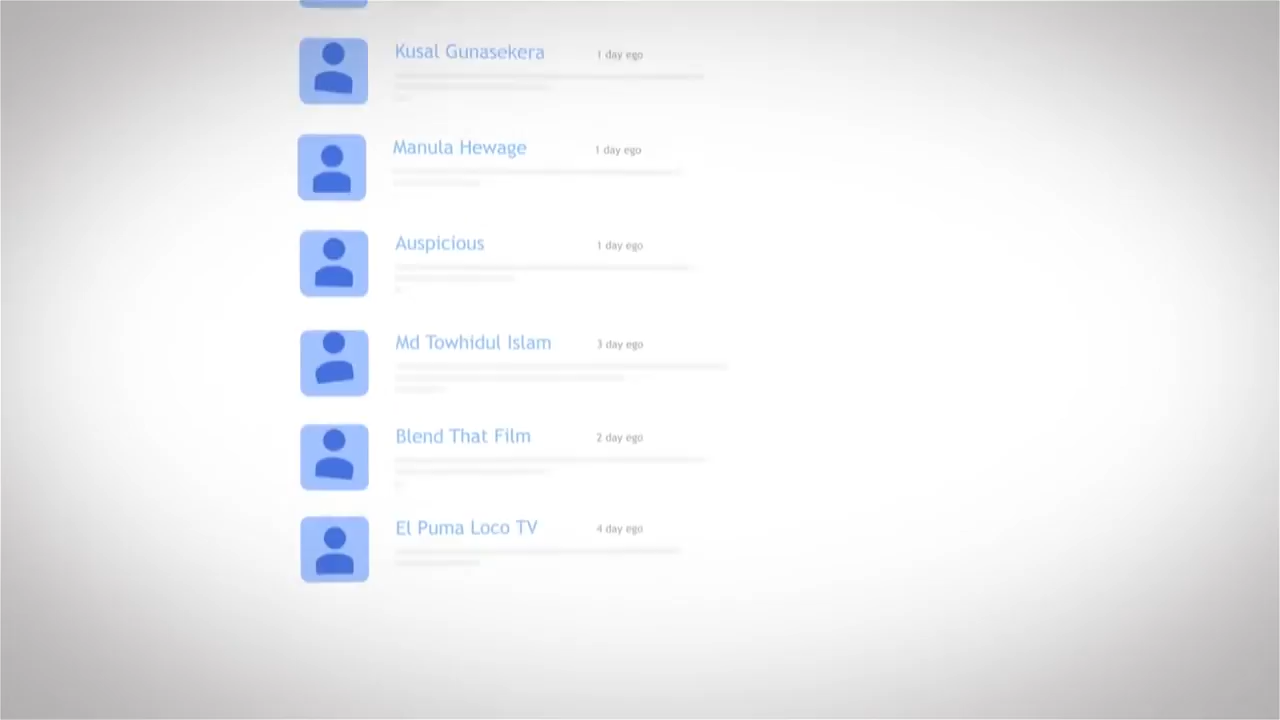 Kusal Gunasekera 1 day ego
Manula Hewage 1 day ego
Auspicious 1 day ego
Md Towhidul Islam 3 day ego
Blend That Film 2 day ego
El Puma Loco TV 4 day ego